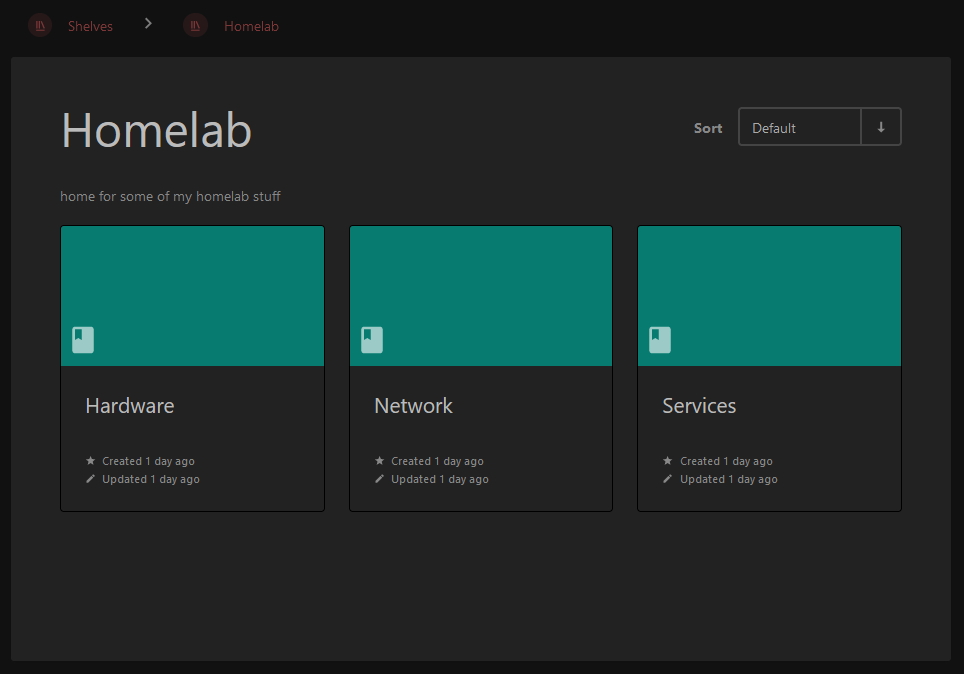 Shelves
Homelab
Homelab
Sort
Default
home for some of my homelab stuff
Hardware
Created 1 day ago
Updated 1 day ago
Network
Created 1 day ago
Updated 1 day ago
Services
Created 1 day ago
Updated 1 day ago